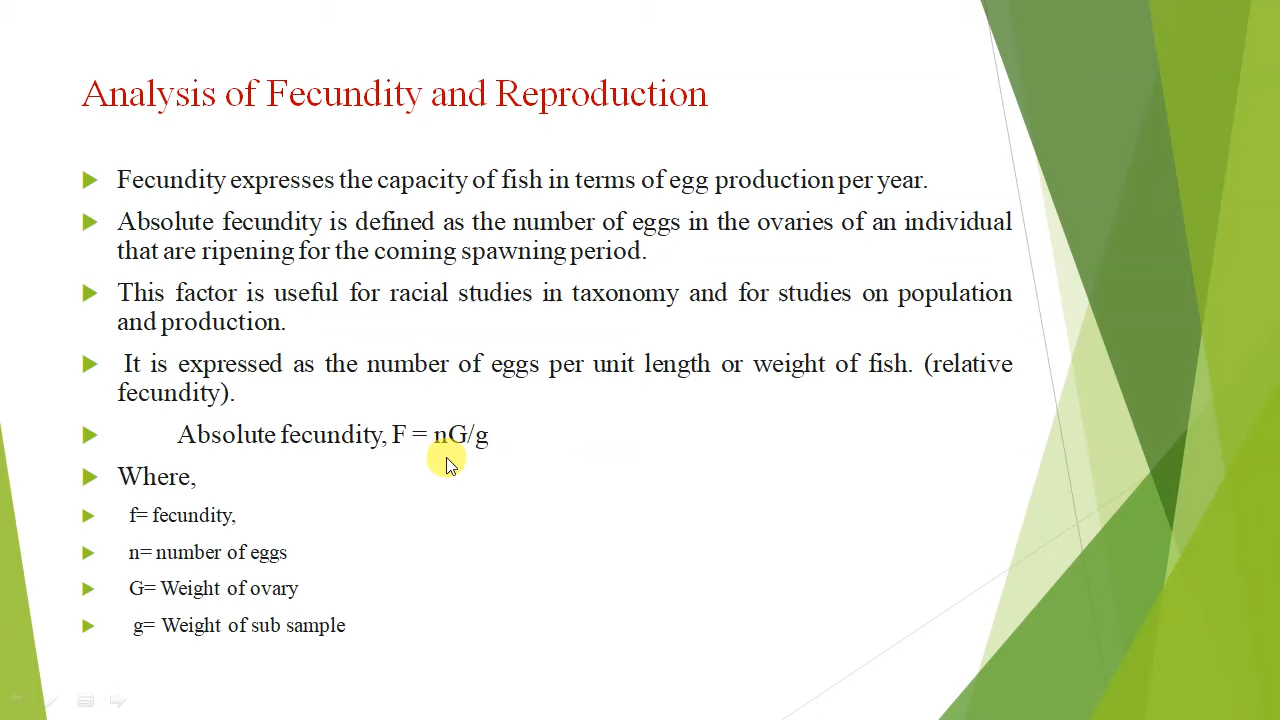 Analysis of Fecundity and Reproduction
Fecundity expresses the capacity of fish in terms of egg production per year.
Absolute fecundity is defined as the number of eggs in the ovaries of an individual
that are ripening for the coming spawning period.
This factor is useful for racial studies in taxonomy and for studies on population
and production.
It is expressed as the number of eggs per unit length or weight of fish. (relative
fecundity).
Absolute fecundity, F = nG/g
Where,
f= fecundity,
n= number of eggs
G= Weight of ovary
g= Weight of sub sample